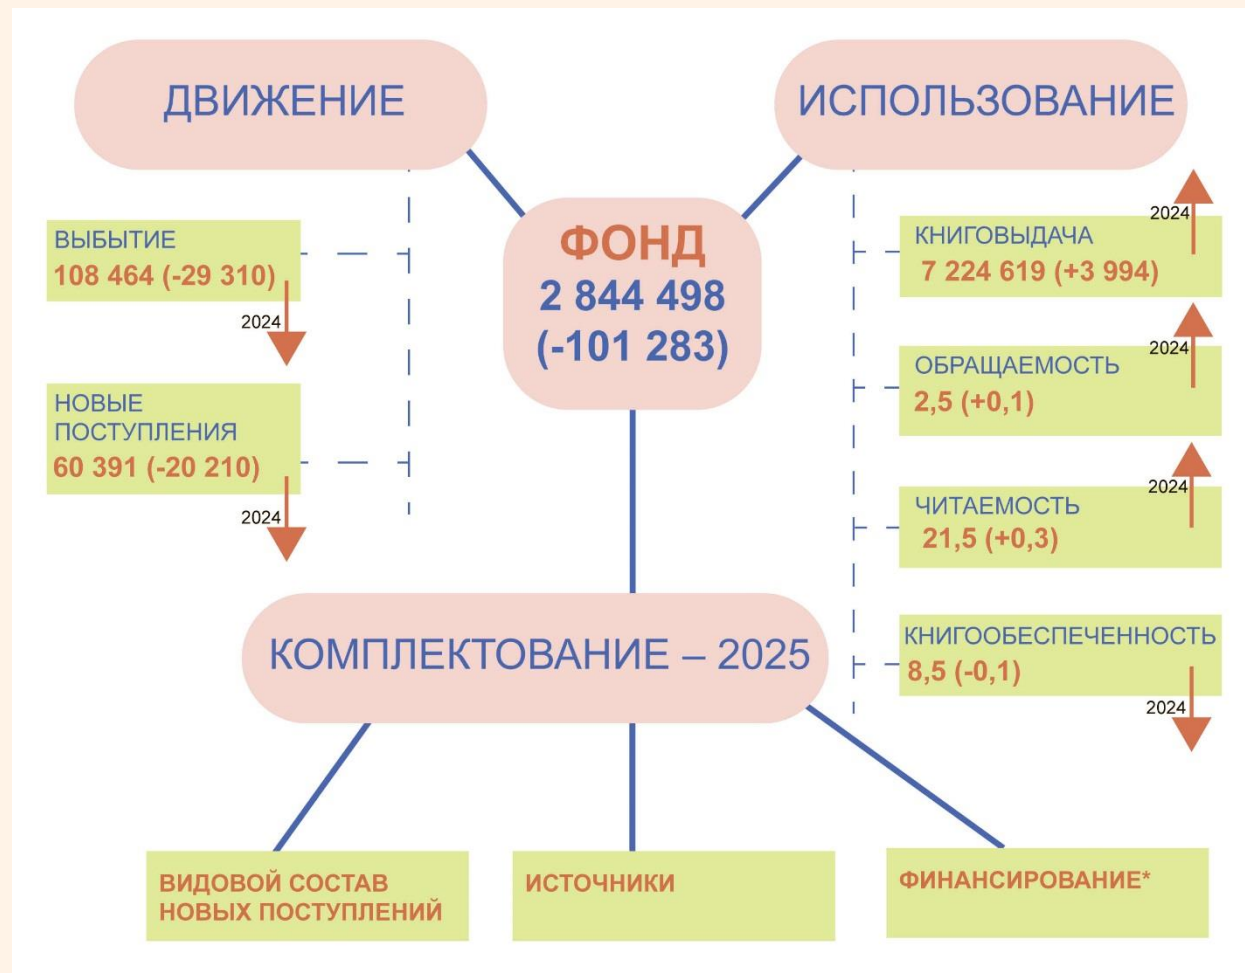 ДВИЖЕНИЕ
ИСПОЛЬЗОВАНИЕ
ФОНД
2 844 498
(-101 283)
ВЫБЫТИЕ
108 464 (-29 310)
2024
НОВЫЕ
ПОСТУПЛЕНИЯ
60 391 (-20 210)
2024
2024
КНИГОВЫДАЧА
7 224 619 (+3 994)
2024
ОБРАЩАЕМОСТЬ
2,5 (+0,1)
2024
ЧИТАЕМОСТЬ
21,5 (+0,3)
КНИГООБЕСПЕЧЕННОСТЬ
8,5 (-0,1)
2024
КОМПЛЕКТОВАНИЕ – 2025
ВИДОВОЙ СОСТАВ
НОВЫХ ПОСТУПЛЕНИЙ
ИСТОЧНИКИ
ФИНАНСИРОВАНИЕ*